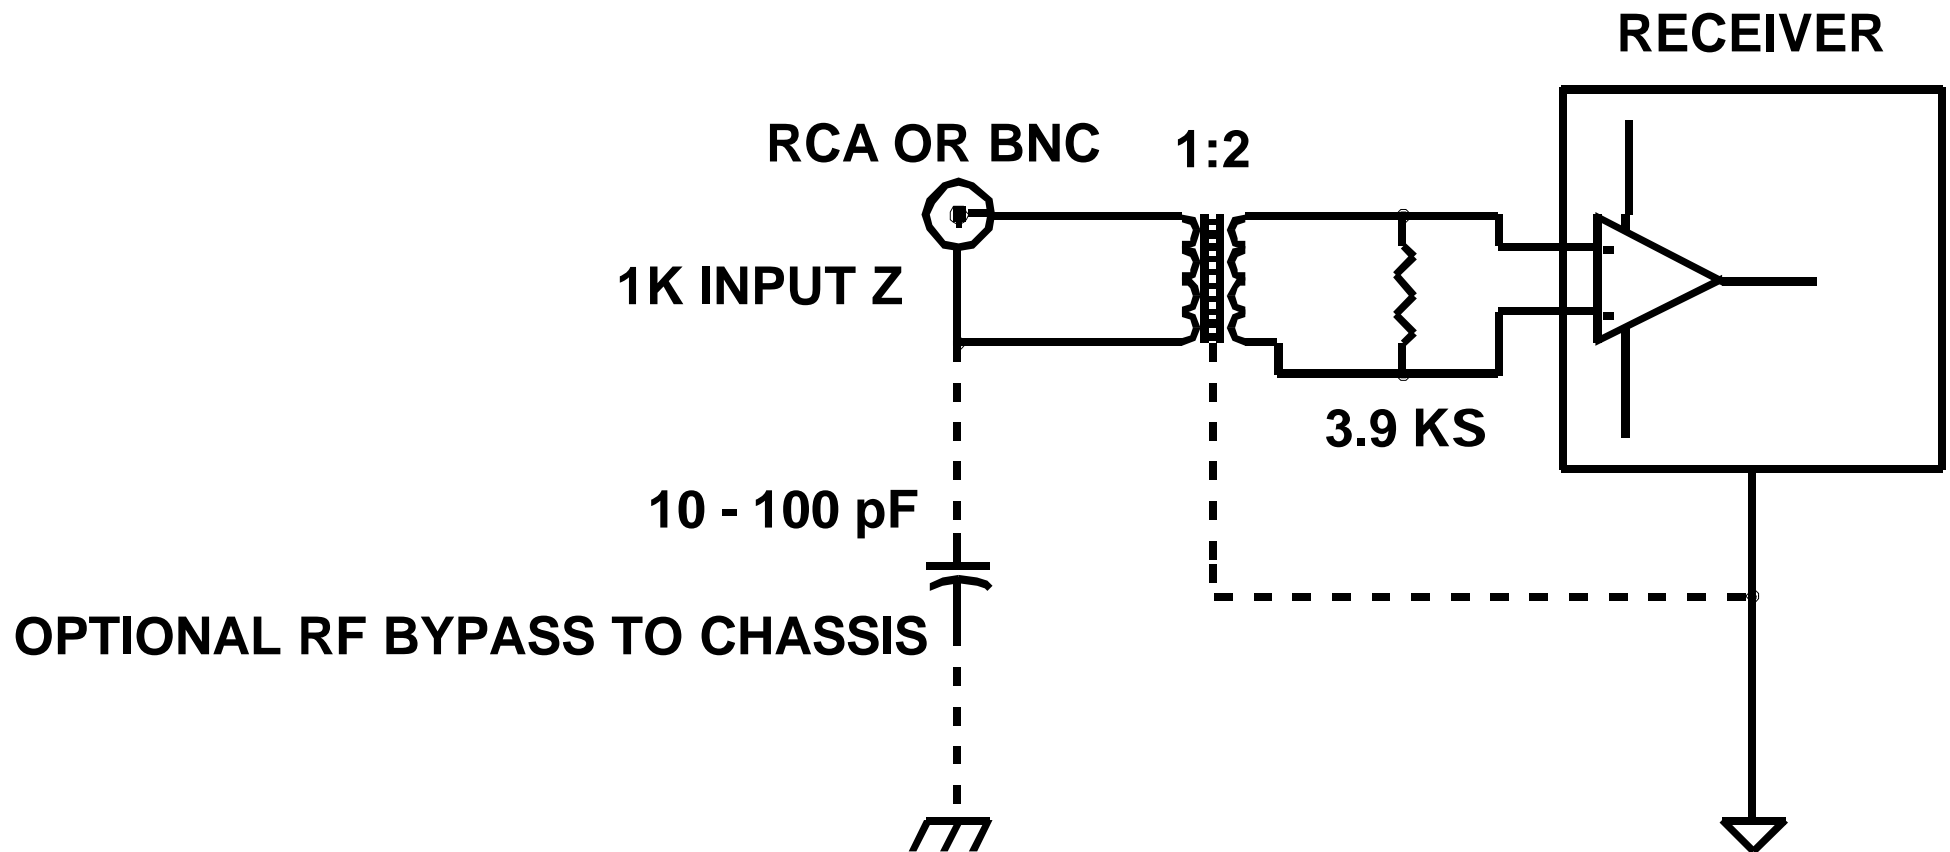 RECEIVER
RCA OR BNC
1:2
1K INPUT Z
3.9 KS
10 - 100 pF
OPTIONAL RF BYPASS TO CHASSIS